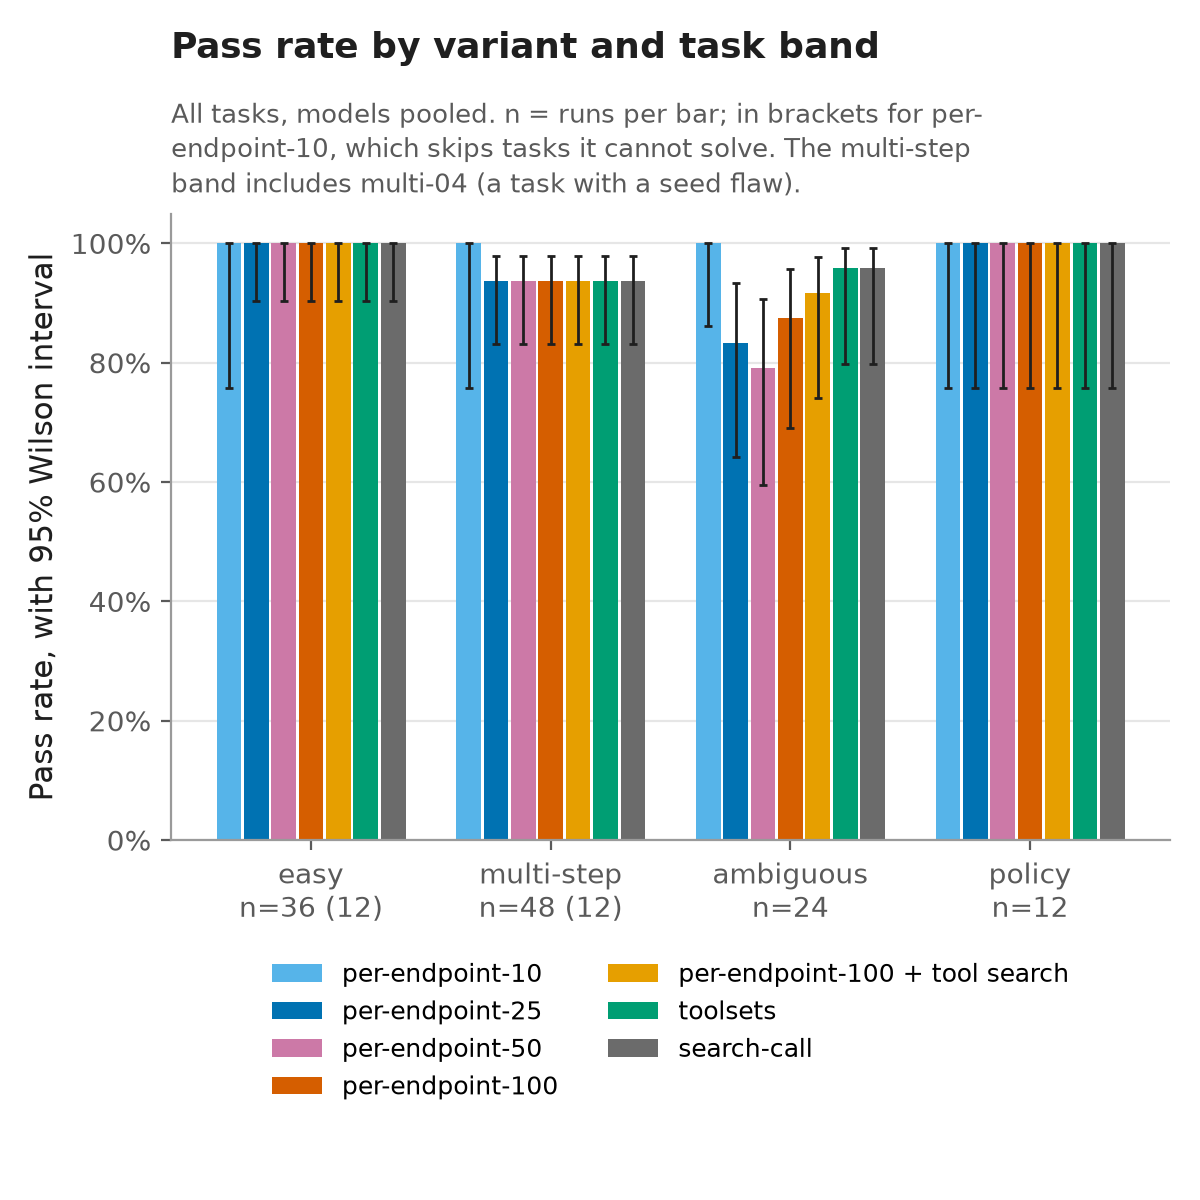 Pass rate by variant and task band
All tasks, models pooled. n = runs per bar; in brackets for per-
endpoint-10, which skips tasks it cannot solve. The multi-step
band includes multi-04 (a task with a seed flaw).
Pass rate, with 95% Wilson interval
100%
80%
60%
40%
20%
0%
easy
n=36 (12)
multi-step
n=48 (12)
ambiguous
n=24
policy
n=12
per-endpoint-10
per-endpoint-25
per-endpoint-50
per-endpoint-100
per-endpoint-100 + tool search
toolsets
search-call